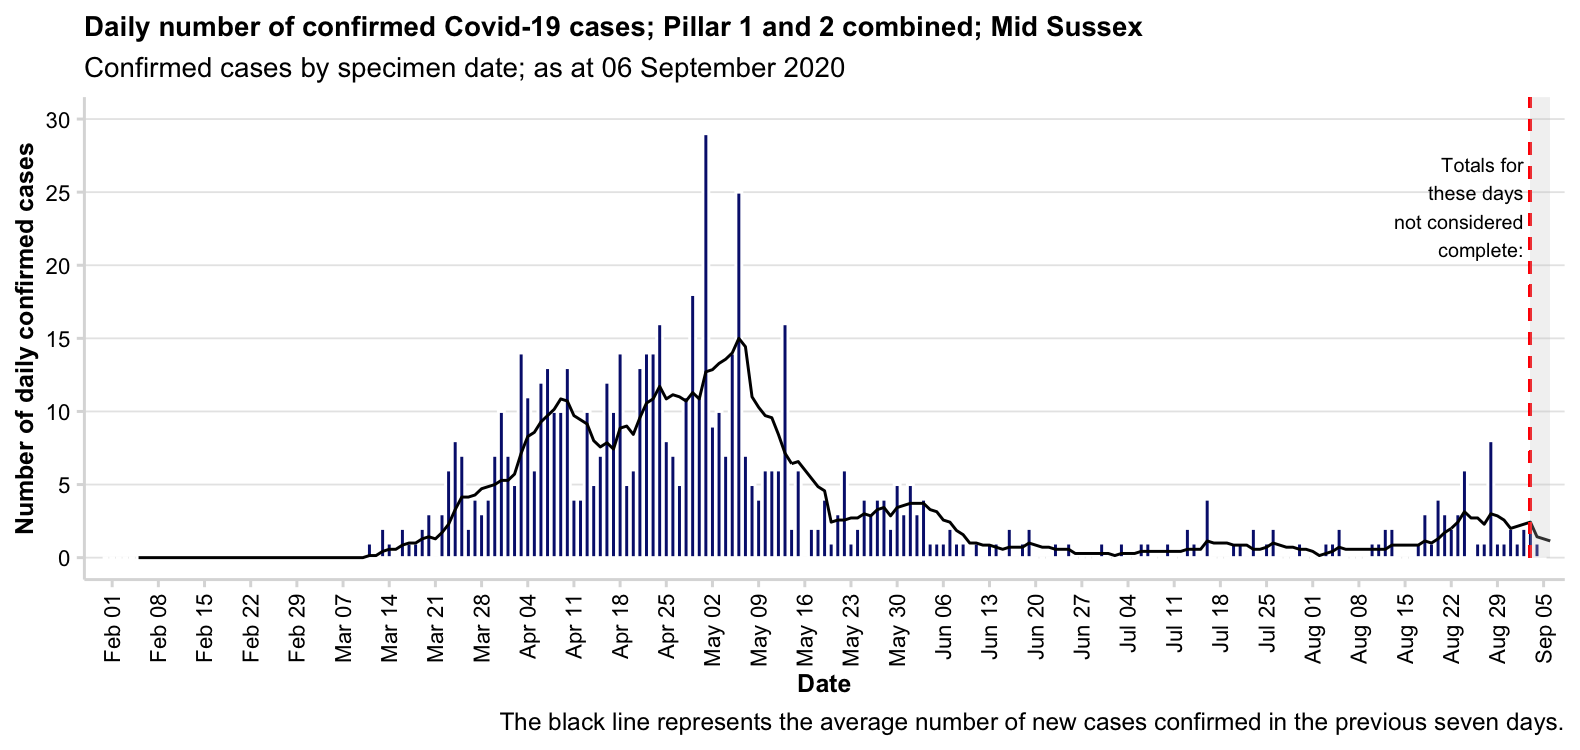 Daily number of confirmed Covid-19 cases; Pillar 1 and 2 combined; Mid Sussex
Confirmed cases by specimen date; as at 06 September 2020
Number of daily confirmed cases
30
25
20
15
10
5
0
Totals for
these days
not considered
complete:
Feb 01
Feb 08
Feb 15
Feb 22
Feb 29
Mar 07
Mar 14
Mar 21
Mar 28
Apr 04
Apr 11
Apr 18
Apr 25
May 02
May 09
May 16
May 23
May 30
Jun 06
Jun 13
Jun 20
Jun 27
Jul 04
Jul 11
Jul 18
Jul 25
Aug 01
Aug 08
Aug 15
Aug 22
Aug 29
Sep 05
Date
The black line represents the average number of new cases confirmed in the previous seven days.